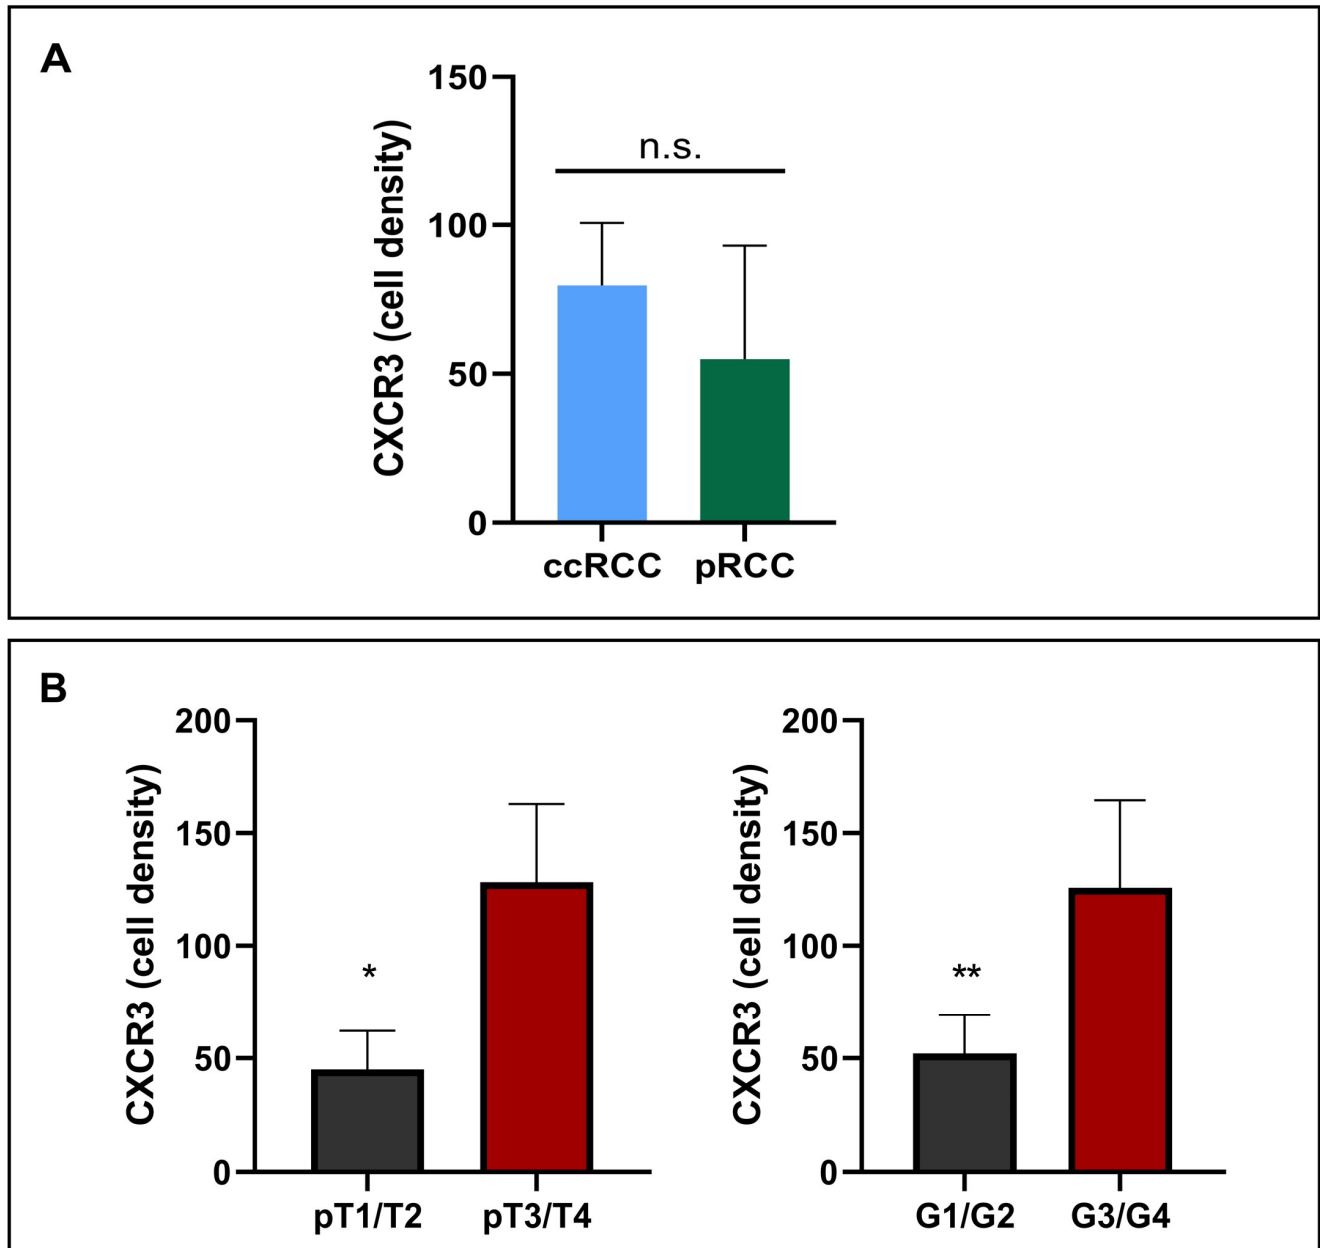 A
CXCR3 (cell density)
150
100
50
0
n.s.
ccRCC pRCC
B
CXCR3 (cell density)
200
150
100
50
0
*
pT1/T2 pT3/T4
CXCR3 (cell density)
200
150
100
50
0
**
G1/G2 G3/G4